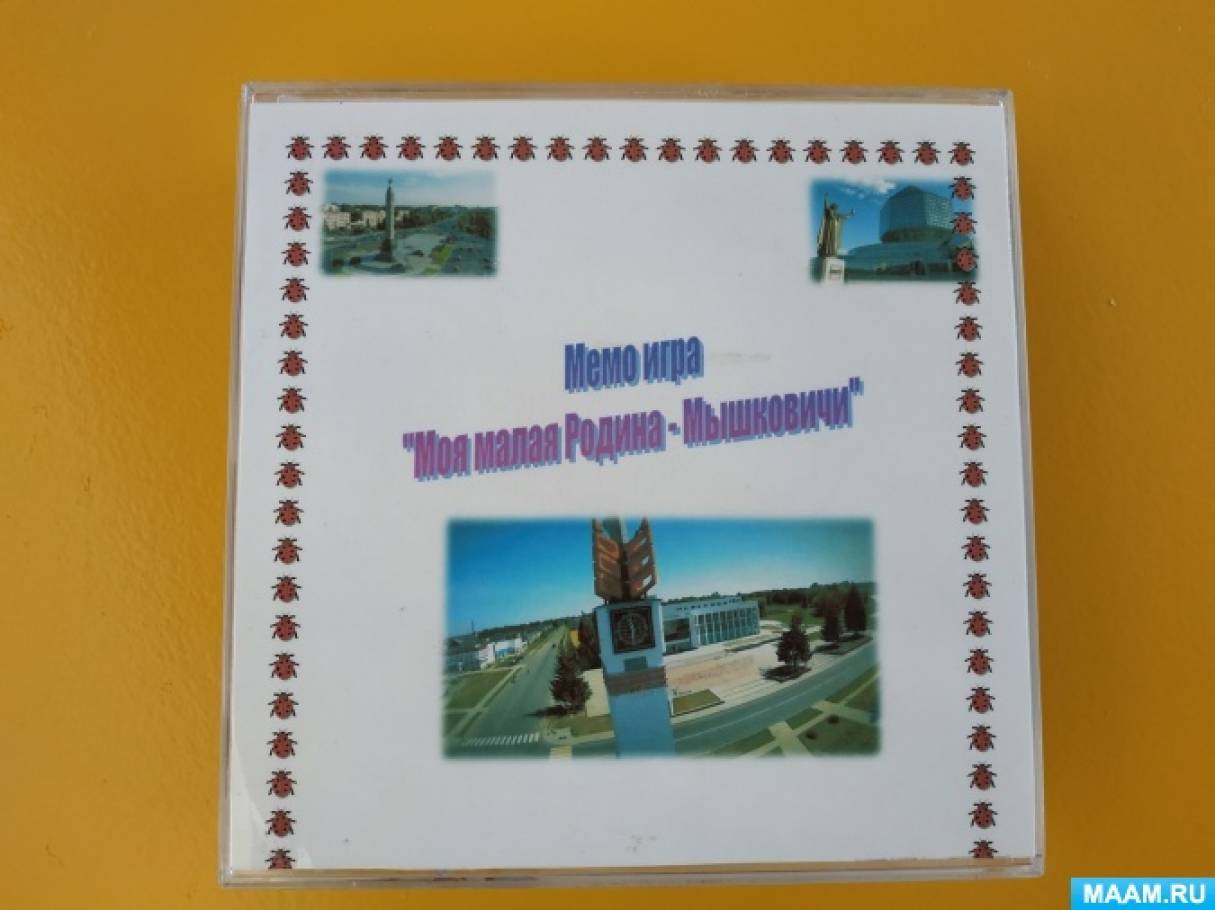 Мемо игра
"Моя малая Родина - Мышковичи"
MAAM.RU